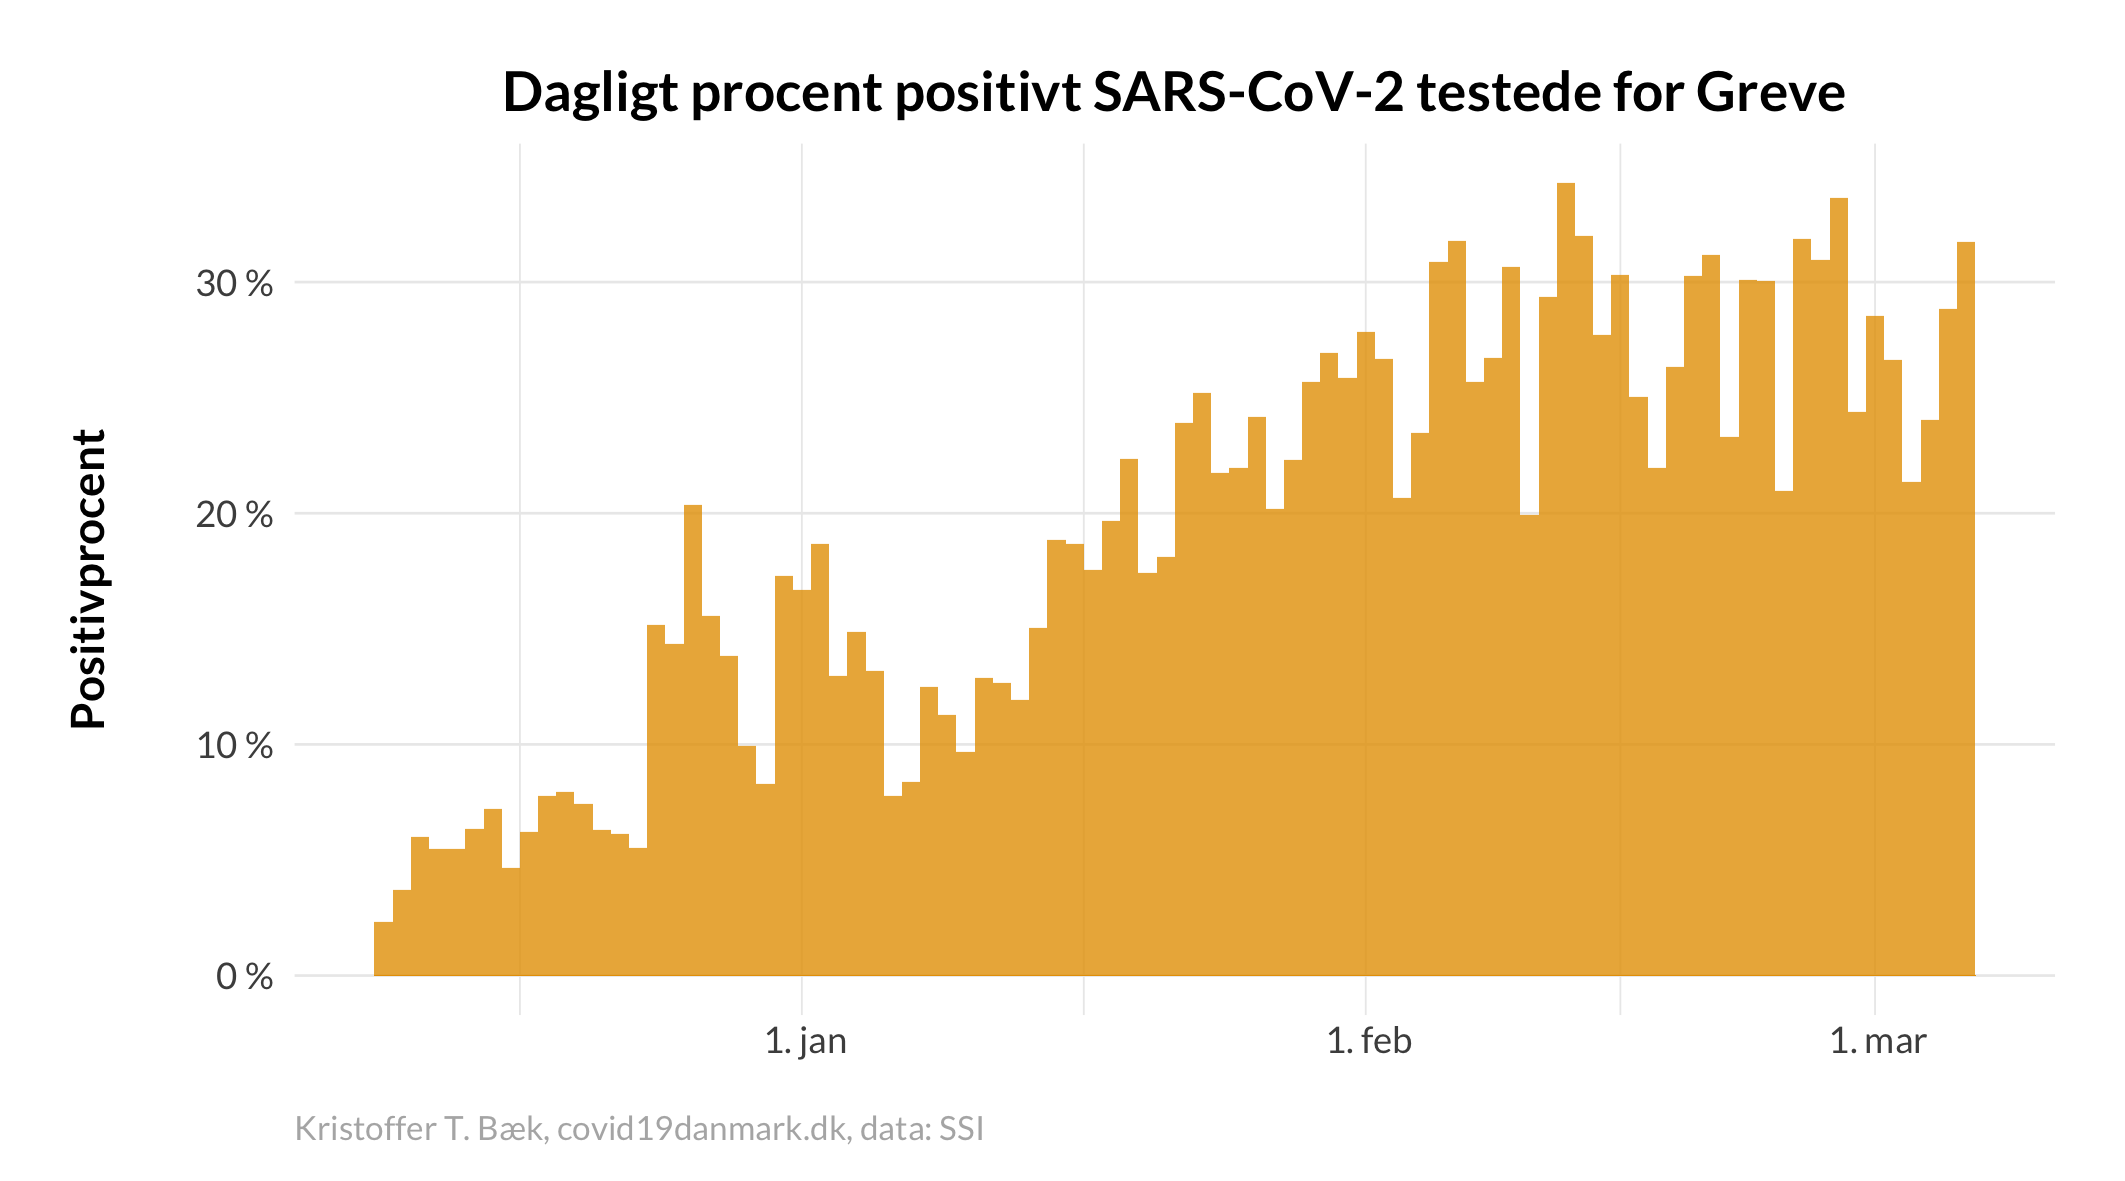 Dagligt procent positivt SARS-CoV-2 testede for Greve
Positivprocent
30 %
20 %
10 %
0 %
1. jan
1. feb
1. mar
Kristoffer T. Bæk, covid19danmark.dk, data: SSI